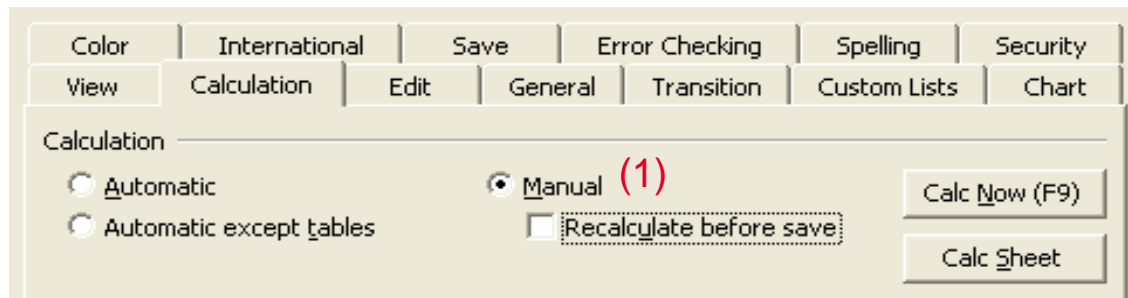 Color International Save Error Checking Spelling Security
View Calculation Edit General Transition Custom Lists Chart
Calculation
Automatic Manual (1) Calc Now (F9)
Automatic except tables Recalculate before save
Calc Sheet